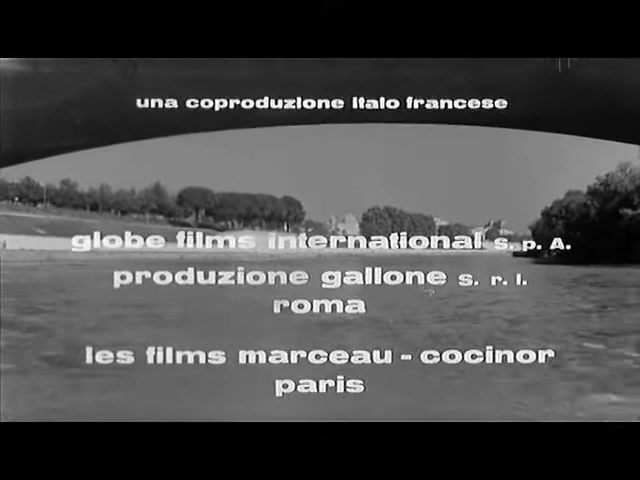 una coproduzione italo francese
globe films international s. p. A.
produzione gallone s. r. l.
roma
les films marceau - cocinor
paris